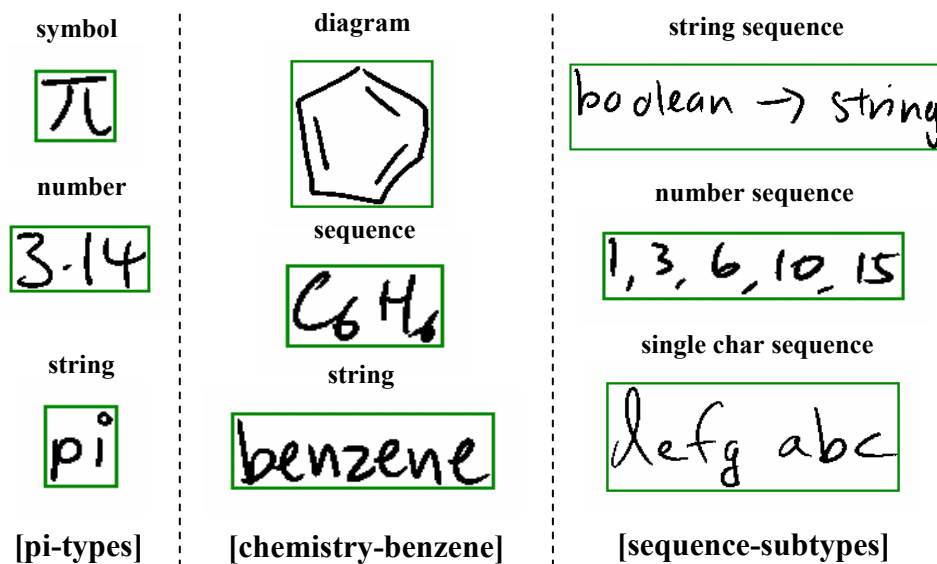 symbol
π
number
3.14
string
pi
[pi-types]
diagram
sequence
C₆H₆
string
benzene
[chemistry-benzene]
string sequence
boolean → string
number sequence
1, 3, 6, 10, 15
single char sequence
defg abc
[sequence-subtypes]